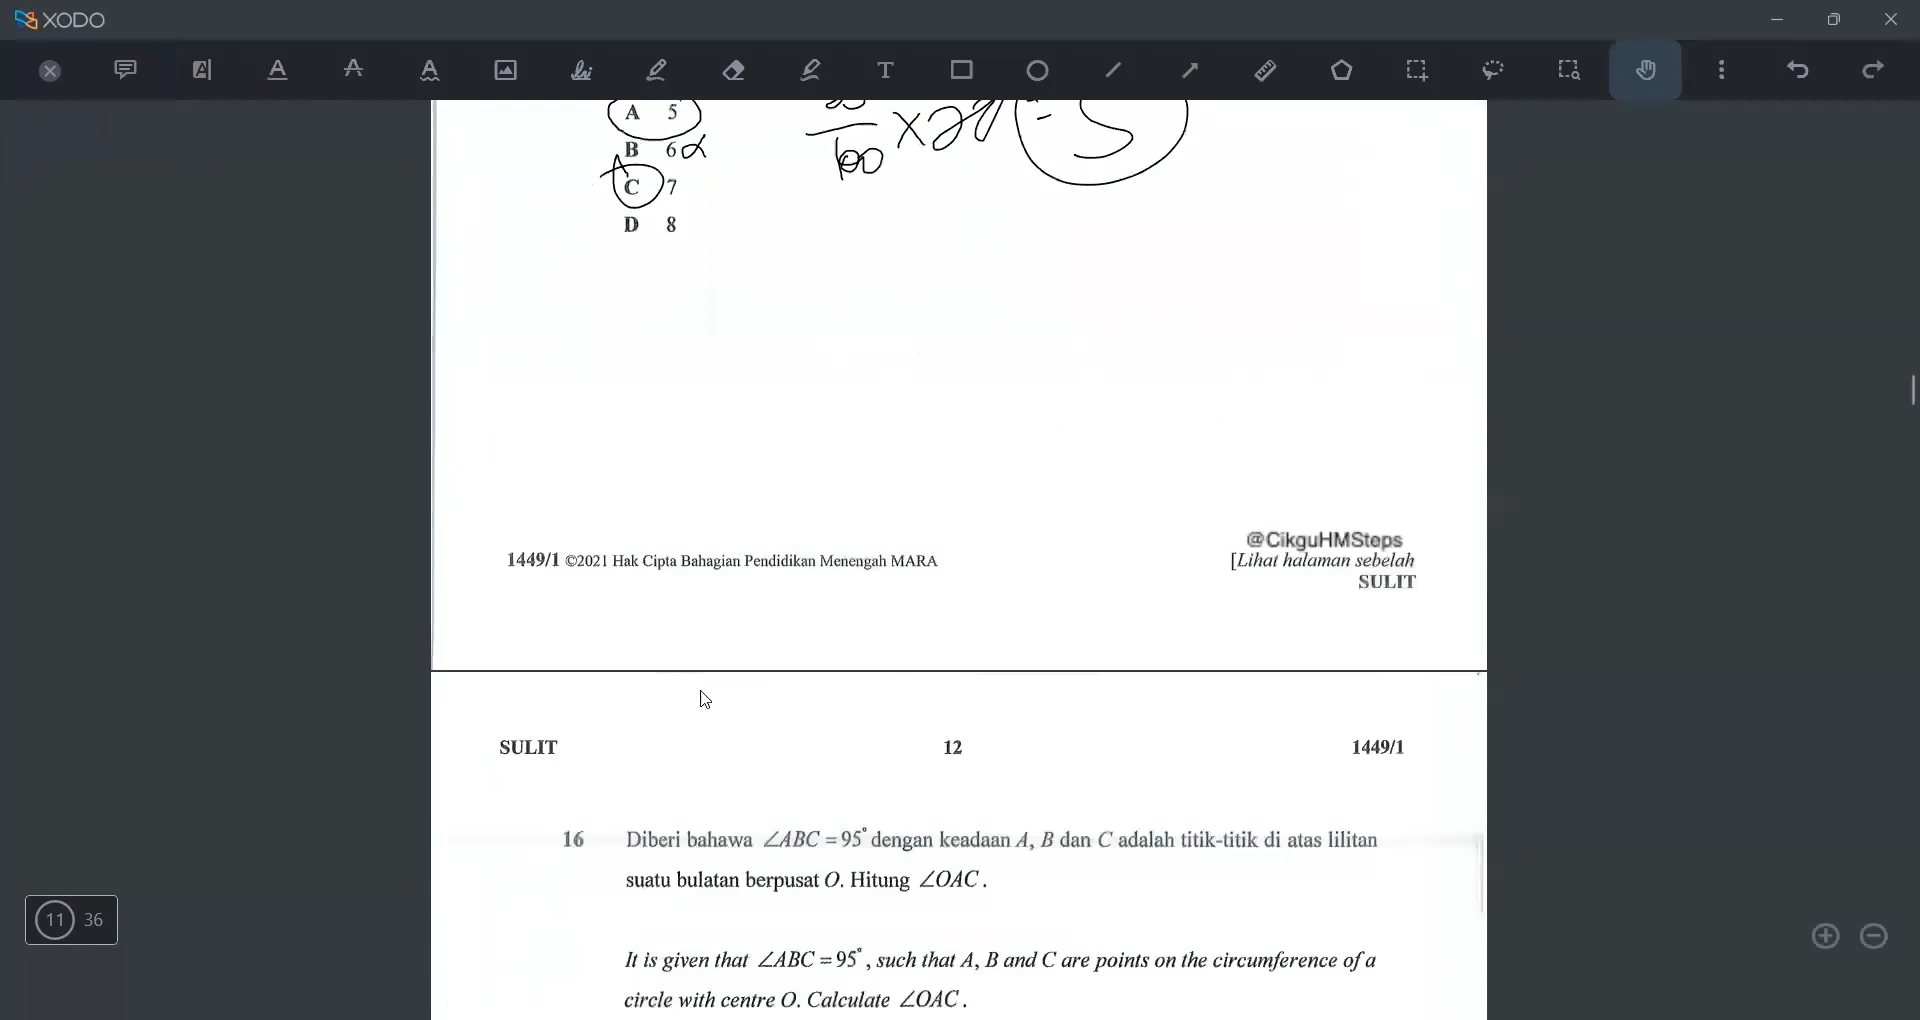 XODO
A 5
B 6
C 7
D 8
100 × 20 = 5
@CikguHMSteps
1449/1 ©2021 Hak Cipta Bahagian Pendidikan Menengah MARA
[Lihat halaman sebelah
SULIT
SULIT 12 1449/1
16 Diberi bahawa ∠ABC = 95° dengan keadaan A, B dan C adalah titik-titik di atas lilitan
suatu bulatan berpusat O. Hitung ∠OAC .
It is given that ∠ABC = 95° , such that A, B and C are points on the circumference of a
circle with centre O. Calculate ∠OAC .
11 36